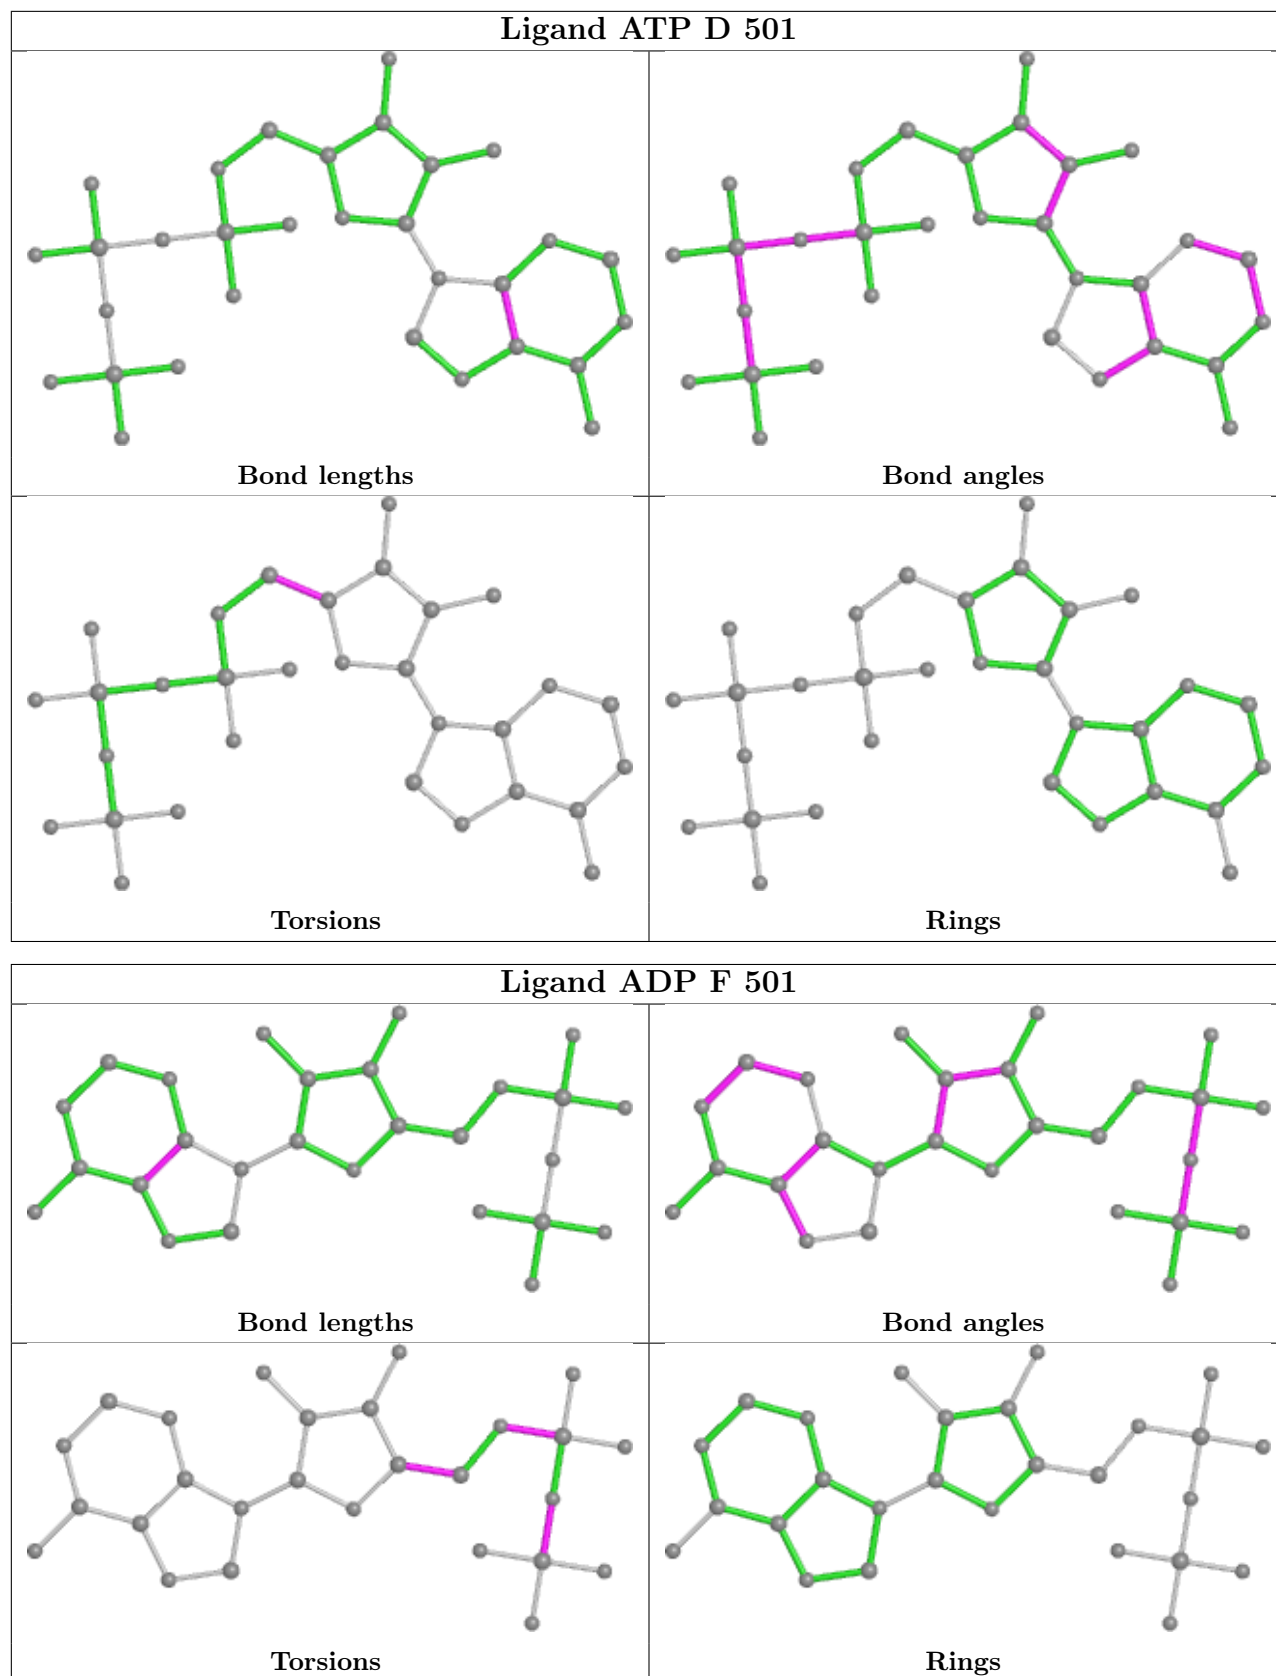 Ligand ATP D 501
Bond lengths
Bond angles
Torsions
Rings
Ligand ADP F 501
Bond lengths
Bond angles
Torsions
Rings